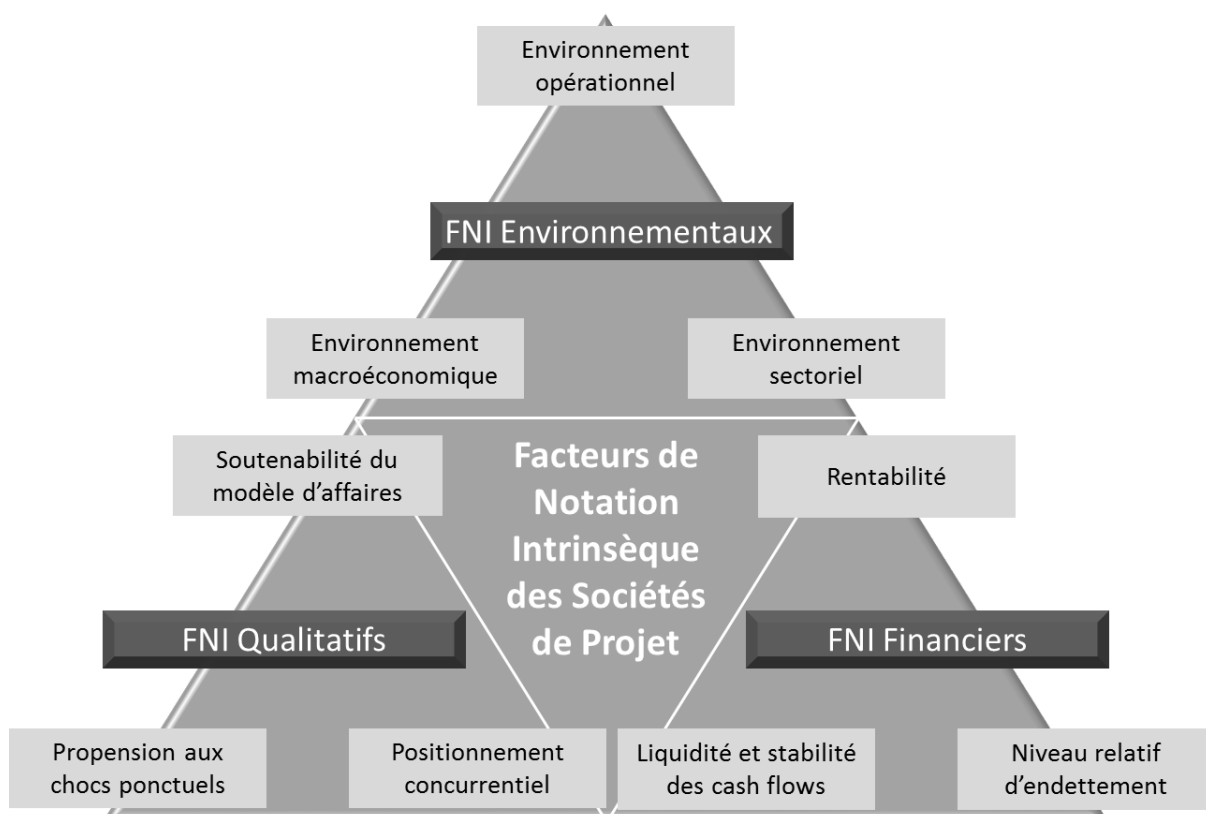 Environnement
opérationnel
FNI Environnementaux
Environnement
macroéconomique
Environnement
sectoriel
Soutenabilité du
modèle d’affaires
Facteurs de
Notation
Intrinsèque
des Sociétés
de Projet
Rentabilité
FNI Qualitatifs
FNI Financiers
Propension aux
chocs ponctuels
Positionnement
concurrentiel
Liquidité et stabilité
des cash flows
Niveau relatif
d’endettement